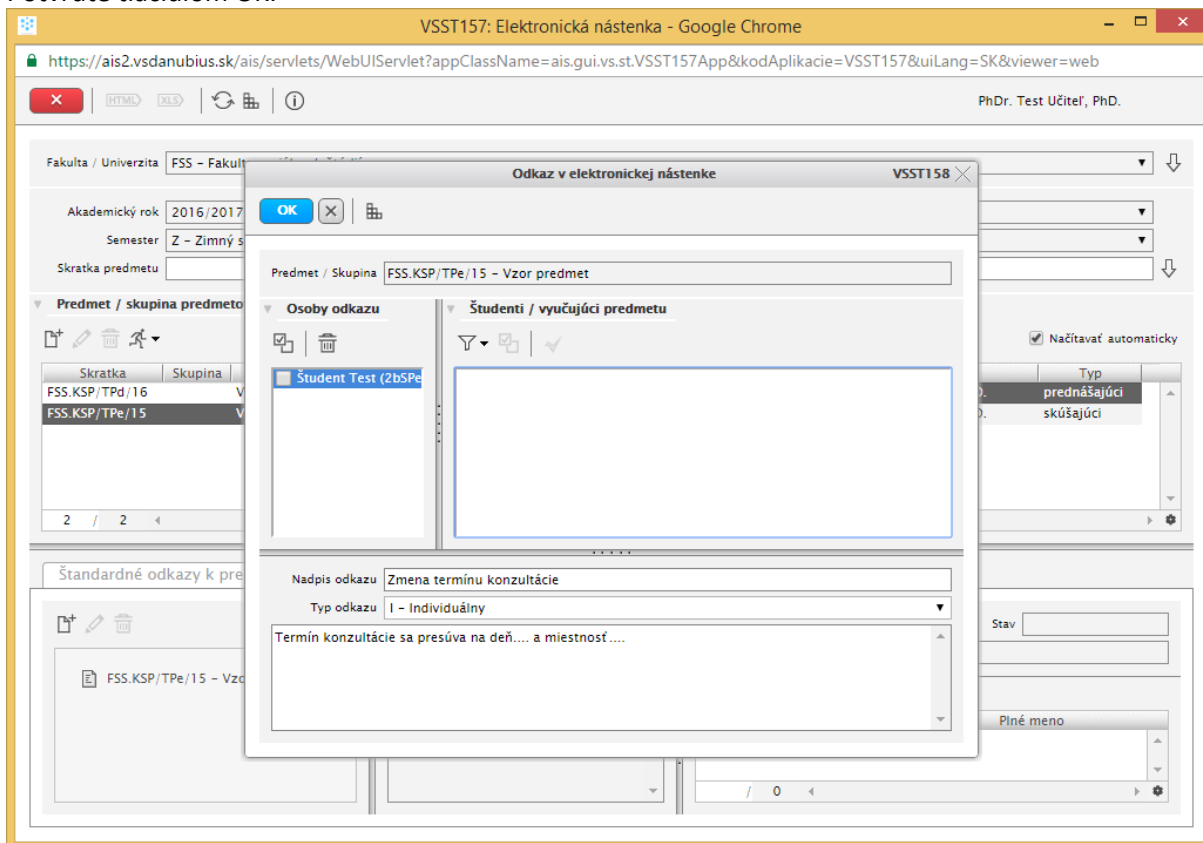 VSST157: Elektronická nástenka - Google Chrome
https://ais2.vsdanubius.sk/ais/servlets/WebUIServlet?appClassName=ais.gui.vs.st.VSST157App&kodAplikacie=VSST157&uiLang=SK&viewer=web
HTML XLS PhDr. Test Učiteľ, PhD.
Fakulta / Univerzita FSS - Fakult
Odkaz v elektronickej nástenke VSST158
Akademický rok 2016/2017
OK
Semester Z - Zimný s
Skratka predmetu
Predmet / Skupina FSS.KSP/TPe/15 - Vzor predmet
Predmet / skupina predmeto
Osoby odkazu Študenti / vyučujúci predmetu
Načítavať automaticky
Skratka Skupina Typ
Študent Test (2bSPe
FSS.KSP/TPd/16 V prednášajúci
FSS.KSP/TPe/15 V skúšajúci
2 / 2
Štandardné odkazy k pre
Nadpis odkazu Zmena termínu konzultácie
Typ odkazu I - Individuálny
Stav
Termín konzultácie sa presúva na deň.... a miestnosť....
FSS.KSP/TPe/15 - Vzo
Plné meno
/ 0